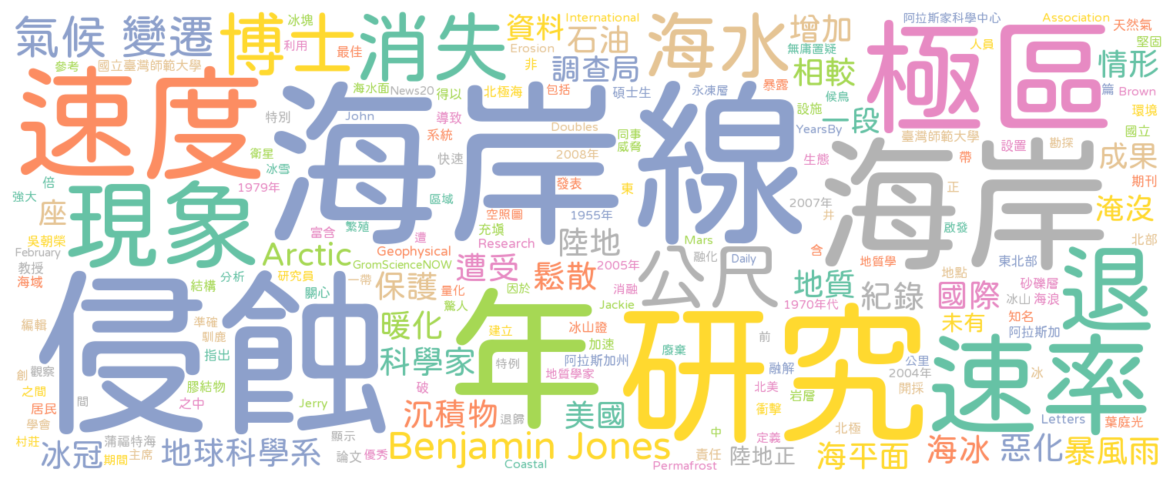 氣候 變遷
博士
消失
資料
冰塊
International
Erosion
石油
海水
增加
阿拉斯家科學中心
Association
天然氣
堅固
人員
利用
最佳
非
無庸置疑
參考
國立臺灣師範大學
調查局
相較
極區
情形
速度
海岸線
海水面
News20
得以
北極海
包括
碩士生
永凍層
暴露
候鳥
設施
篇
Brown
特別
John
導致
系統
Doubles
同事
威脅
YearsBy
一段
環境
國立
臺灣師範大學
設置
勘探
衛星
冰雪
快速
2008年
生態
帶
成果
期刊
1979年
倍
強大
現象
區域
發表
東
海岸
正
2007年
井
座
富含
繁殖
遭
空照圖
充填
1955年
淹沒
啟發
吳朝榮
February
Arctic
Geophysical
Research
陸地
Mars
融化
Daily
含
地質學
東北部
北部
教授
海域
分析
研究員
GromScienceNOW
一帶
遭受
鬆散
2005年
公尺
地質
地點
砂礫層
退
結構
關心
保護
量化
因於
消融
1970年代
紀錄
國際
冰山
海浪
驚人
Jackie
知名
侵蝕
年
研究
編輯
準確
馴鹿
暖化
建立
冰山證
前
未有
阿拉斯加
指出
加速
廢棄
速率
創
觀察
膠結物
科學家
特例
阿拉斯加州
融解
公里
2004年
冰
之間
間
之中
破
地質學家
北美
岩層
開採
居民
Jerry
沉積物
退歸
美國
衝擊
Letters
葉庭光
學會
蒲福特海
中
定義
北極
村莊
冰冠
地球科學系
顯示
Benjamin Jones
海平面
海冰
惡化
暴風雨
期間
主席
論文
優秀
Coastal
Permafrost
責任
陸地正